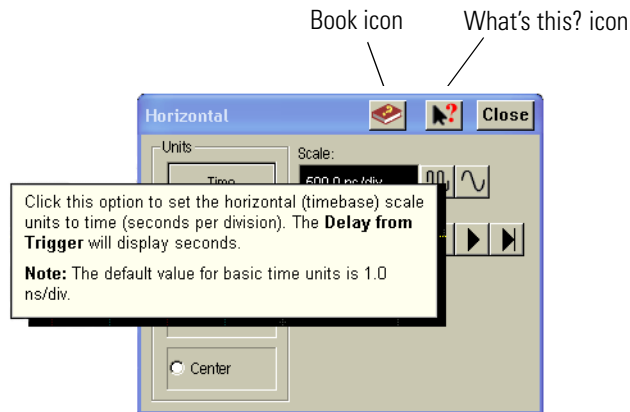 Book icon What's this? icon
Horizontal Close
Units Scale:
Time 500.0 ns/div
Click this option to set the horizontal (timebase) scale
units to time (seconds per division). The Delay from
Trigger will display seconds.
Note: The default value for basic time units is 1.0
ns/div.
Center